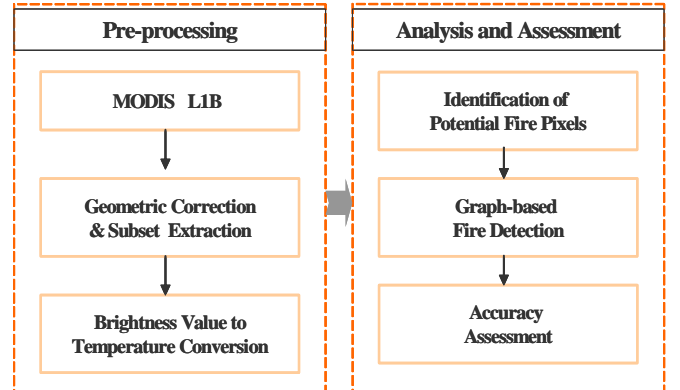 Pre-processing
MODIS L1B
Geometric Correction
& Subset Extraction
Brightness Value to
Temperature Conversion
Analysis and Assessment
Identification of
Potential Fire Pixels
Graph-based
Fire Detection
Accuracy
Assessment